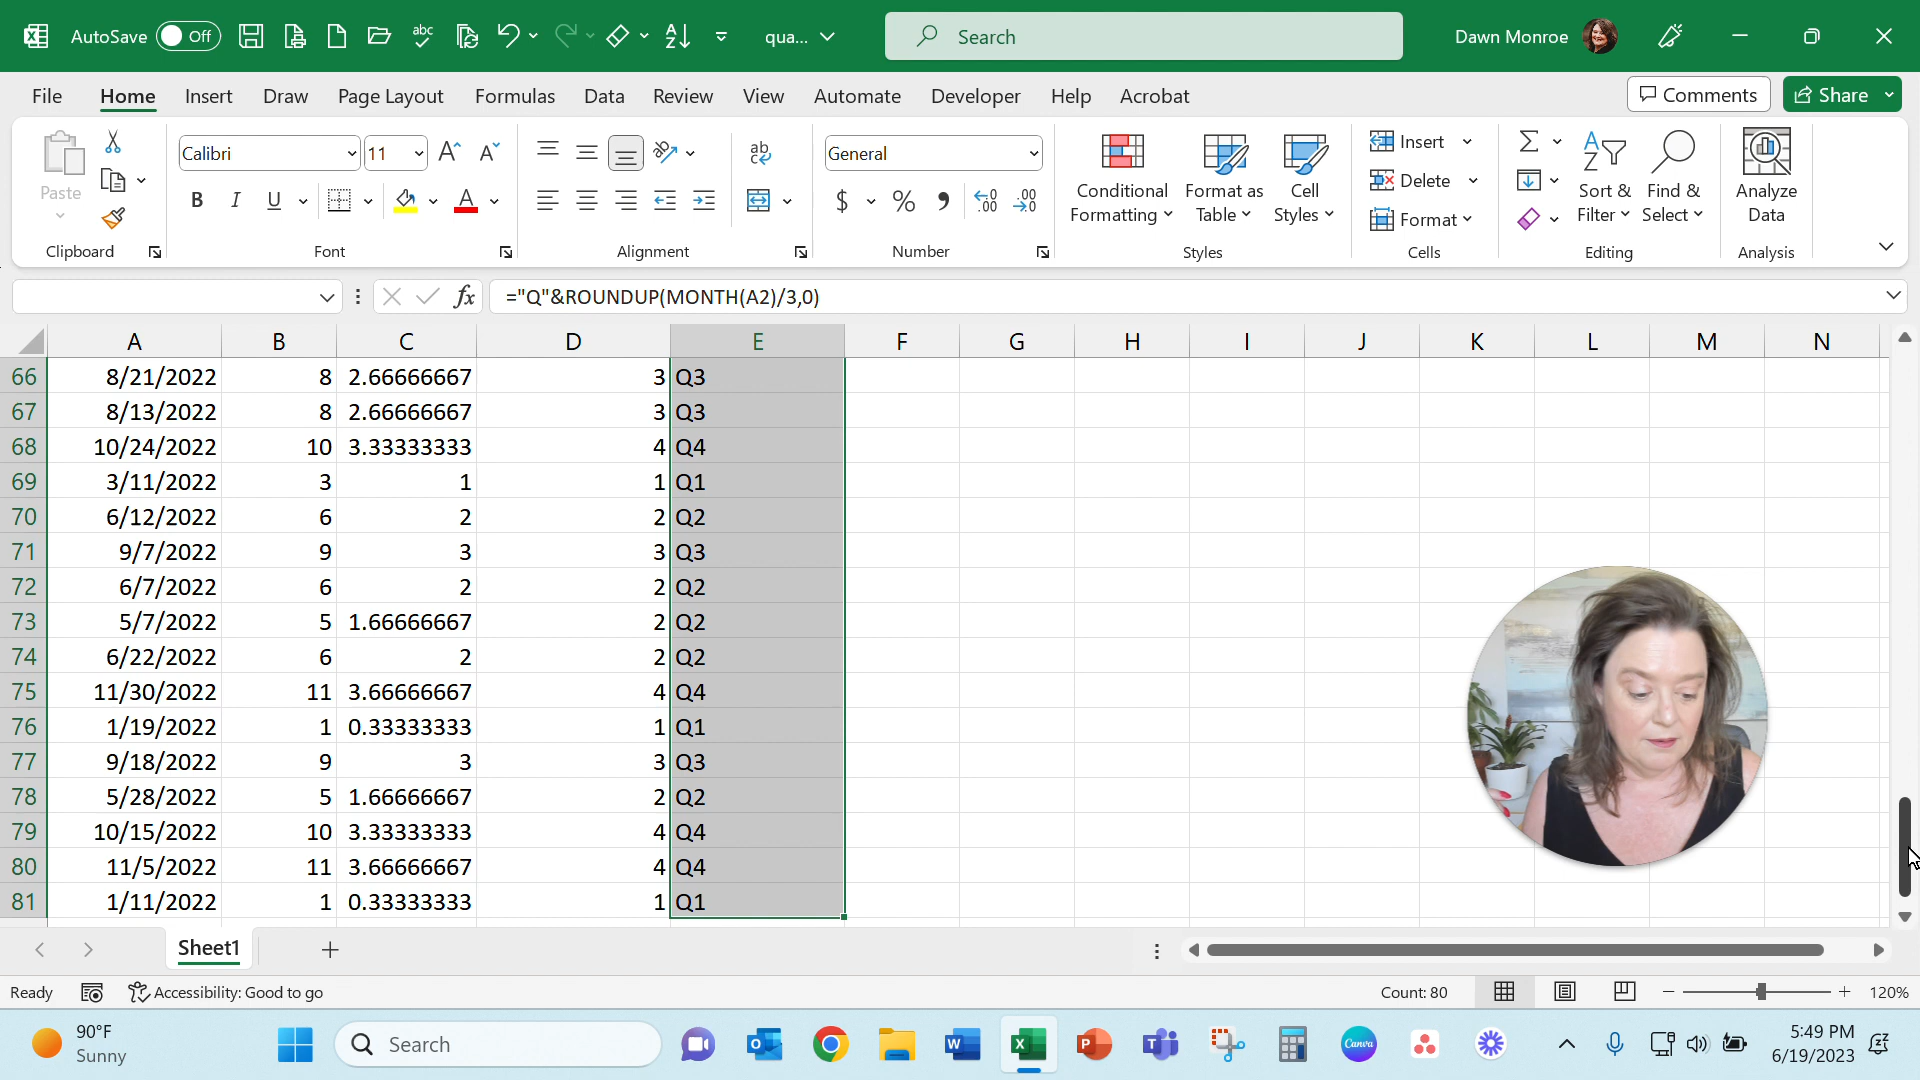 AutoSave Off qua... Search Dawn Monroe
File Home Insert Draw Page Layout Formulas Data Review View Automate Developer Help Acrobat Comments Share
Paste
Clipboard
Calibri 11
B I U A
Font
ab
Alignment
General
$ % , .00
Number
Conditional Formatting
Format as Table
Cell Styles
Styles
Insert
Delete
Format
Cells
Sort & Filter
Find & Select
Editing
Analyze Data
Analysis
fx ="Q"&ROUNDUP(MONTH(A2)/3,0)
A B C D E F G H I J K L M N
66 8/21/2022 8 2.66666667 3 Q3
67 8/13/2022 8 2.66666667 3 Q3
68 10/24/2022 10 3.33333333 4 Q4
69 3/11/2022 3 1 1 Q1
70 6/12/2022 6 2 2 Q2
71 9/7/2022 9 3 3 Q3
72 6/7/2022 6 2 2 Q2
73 5/7/2022 5 1.66666667 2 Q2
74 6/22/2022 6 2 2 Q2
75 11/30/2022 11 3.66666667 4 Q4
76 1/19/2022 1 0.33333333 1 Q1
77 9/18/2022 9 3 3 Q3
78 5/28/2022 5 1.66666667 2 Q2
79 10/15/2022 10 3.33333333 4 Q4
80 11/5/2022 11 3.66666667 4 Q4
81 1/11/2022 1 0.33333333 1 Q1
Sheet1
Ready Accessibility: Good to go Count: 80 120%
90°F
Sunny
Search
Canva
5:49 PM
6/19/2023